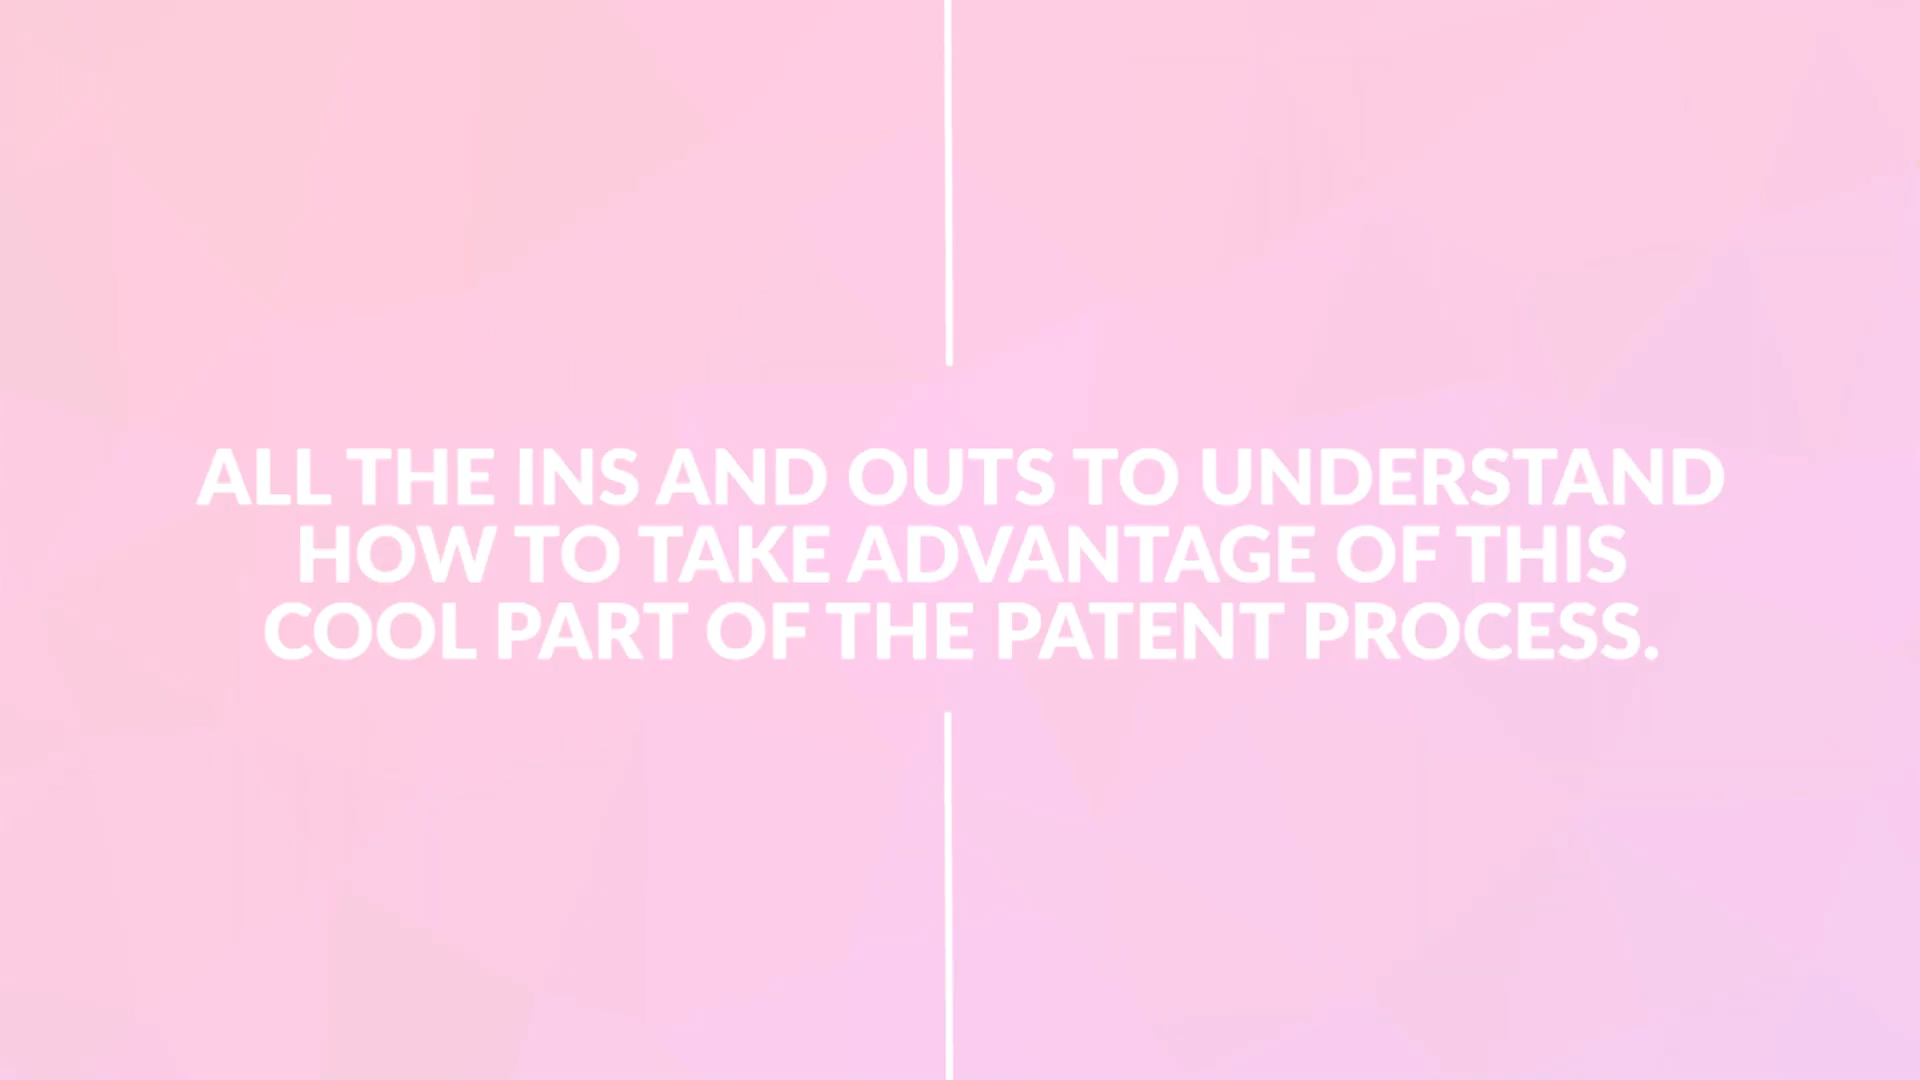 ALL THE INS AND OUTS TO UNDERSTAND
HOW TO TAKE ADVANTAGE OF THIS
COOL PART OF THE PATENT PROCESS.